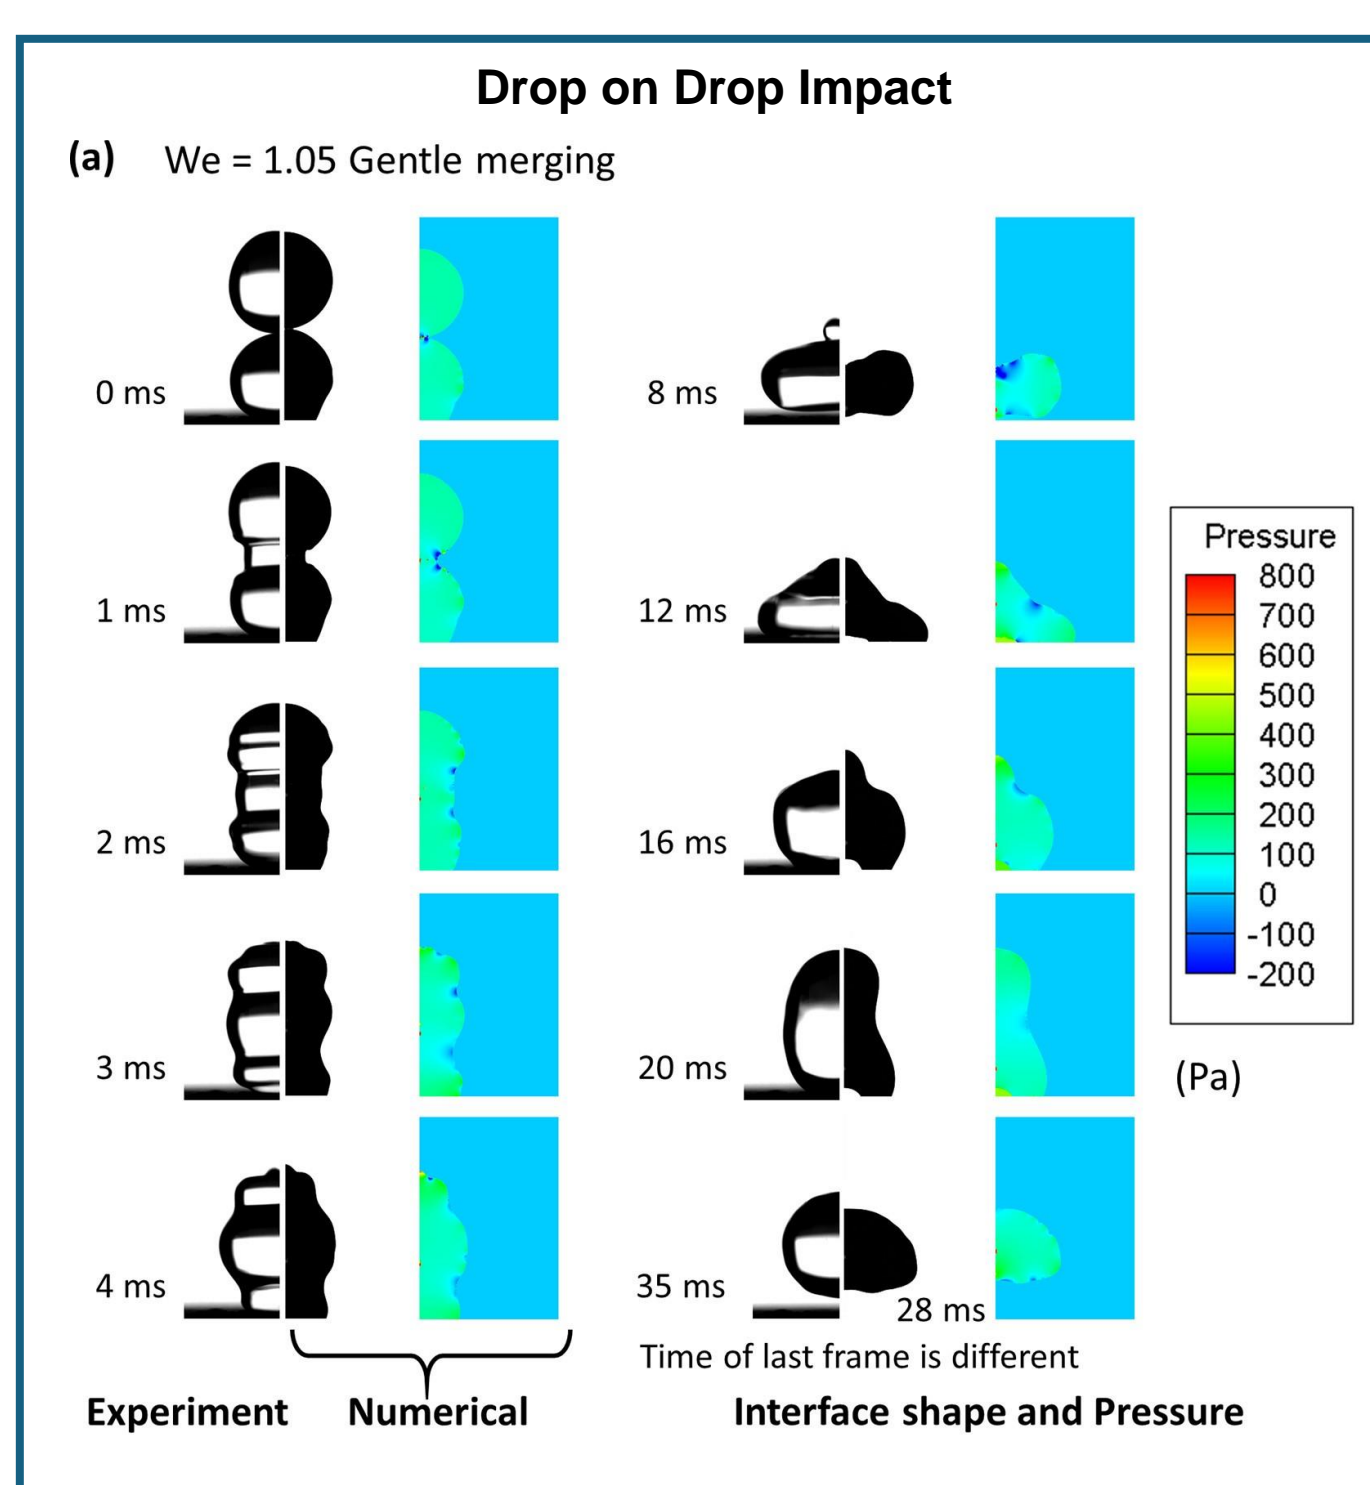 Drop on Drop Impact
(a) We = 1.05 Gentle merging
0 ms
1 ms
2 ms
3 ms
4 ms
8 ms
12 ms
16 ms
20 ms
35 ms
28 ms
Time of last frame is different
Pressure
800
700
600
500
400
300
200
100
0
-100
-200
(Pa)
Experiment Numerical Interface shape and Pressure